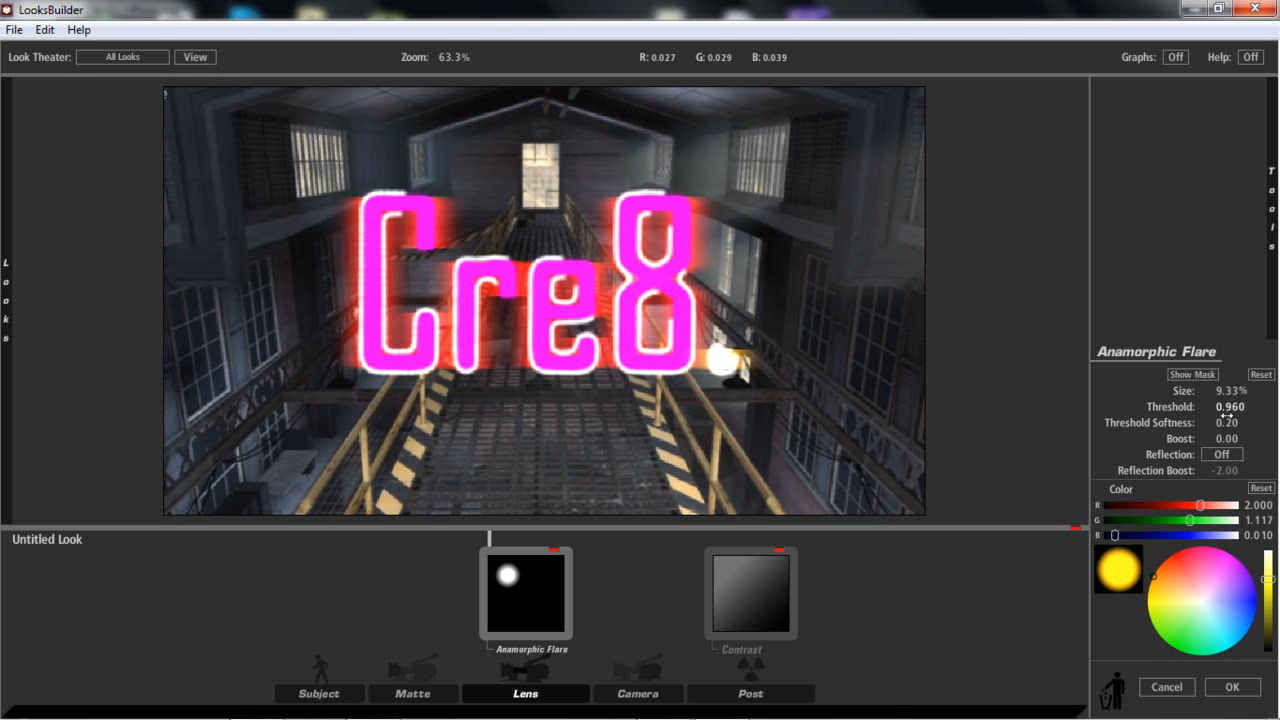 LooksBuilder
File Edit Help
Look Theater: All Looks View Zoom: 63.3% R: 0.027 G: 0.029 B: 0.039 Graphs: Off Help: Off
Looks
Tools
Cre8
Anamorphic Flare
Show Mask Reset
Size: 9.33%
Threshold: 0.960
Threshold Softness: 0.20
Boost: 0.00
Reflection: Off
Reflection Boost: -2.00
Color Reset
R 2.000
G 1.117
B 0.010
Untitled Look
Anamorphic Flare Contrast
Subject Matte Lens Camera Post
Cancel OK